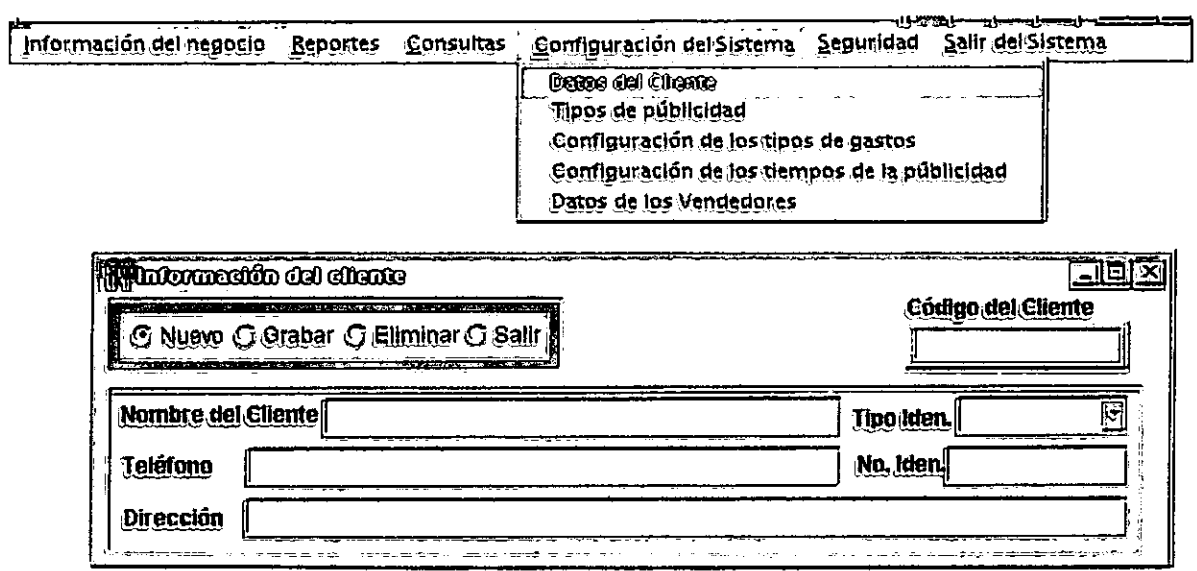 Información del negocio Reportes Consultas Configuración del Sistema Seguridad Salir del Sistema
Datos del Cliente
Tipos de públicidad
Configuración de los tipos de gastos
Configuración de los tiempos de la públicidad
Datos de los Vendedores
Información del cliente
Código del Cliente
Nuevo Grabar Eliminar Salir
Nombre del Cliente Tipo Iden.
Teléfono No. Iden.
Dirección